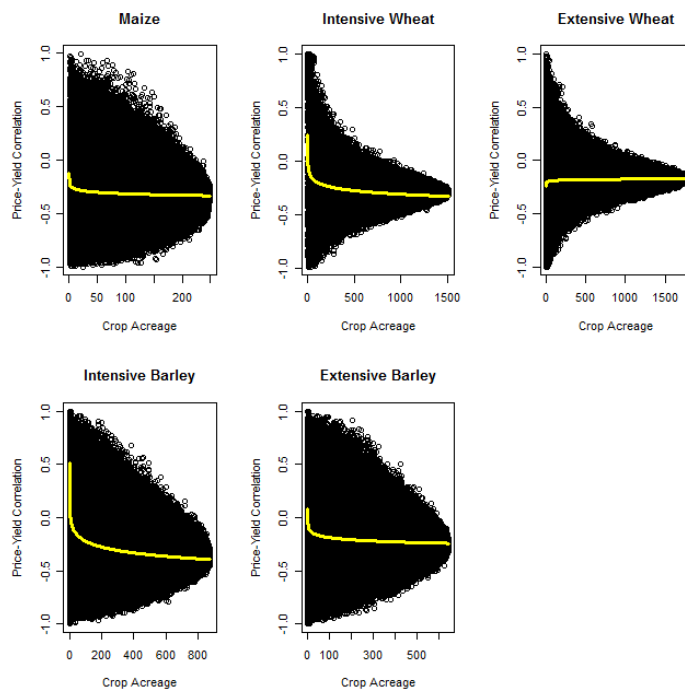 Maize
Price-Yield Correlation
1.0
0.5
0.0
-0.5
-1.0
0 50 100 200
Crop Acreage
Intensive Wheat
Price-Yield Correlation
1.0
0.5
0.0
-0.5
-1.0
0 500 1000 1500
Crop Acreage
Extensive Wheat
Price-Yield Correlation
1.0
0.5
0.0
-0.5
-1.0
0 500 1000 1500
Crop Acreage
Intensive Barley
Price-Yield Correlation
1.0
0.5
0.0
-0.5
-1.0
0 200 400 600 800
Crop Acreage
Extensive Barley
Price-Yield Correlation
1.0
0.5
0.0
-0.5
-1.0
0 100 300 500
Crop Acreage